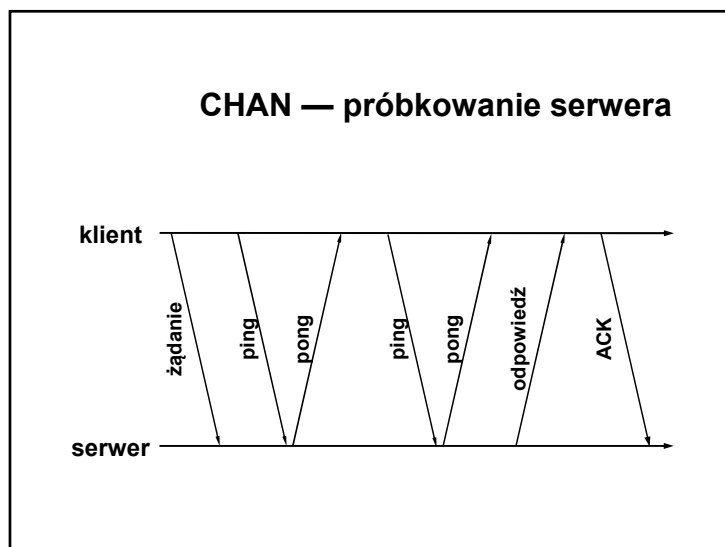 CHAN — próbkowanie serwera
klient
żądanie
ping
pong
ping
pong
odpowiedź
ACK
serwer